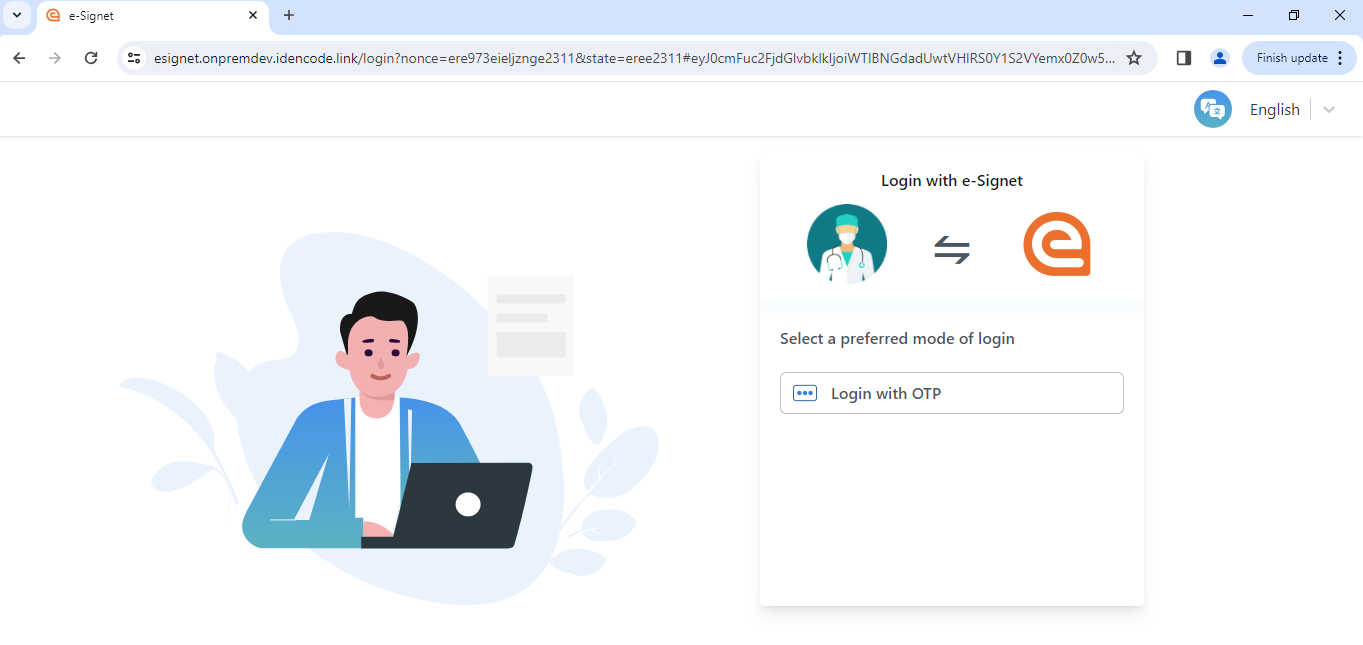 e-Signet
esignet.onpremdev.idencode.link/login?nonce=ere973eieljznge2311&state=eree2311#eyJ0cmFuc2FjdGlvbklkIjoiWTlBNGdadUwtVHlRS0Y1S2VYemx0Z0w5...
Finish update
English
Login with e-Signet
Select a preferred mode of login
Login with OTP